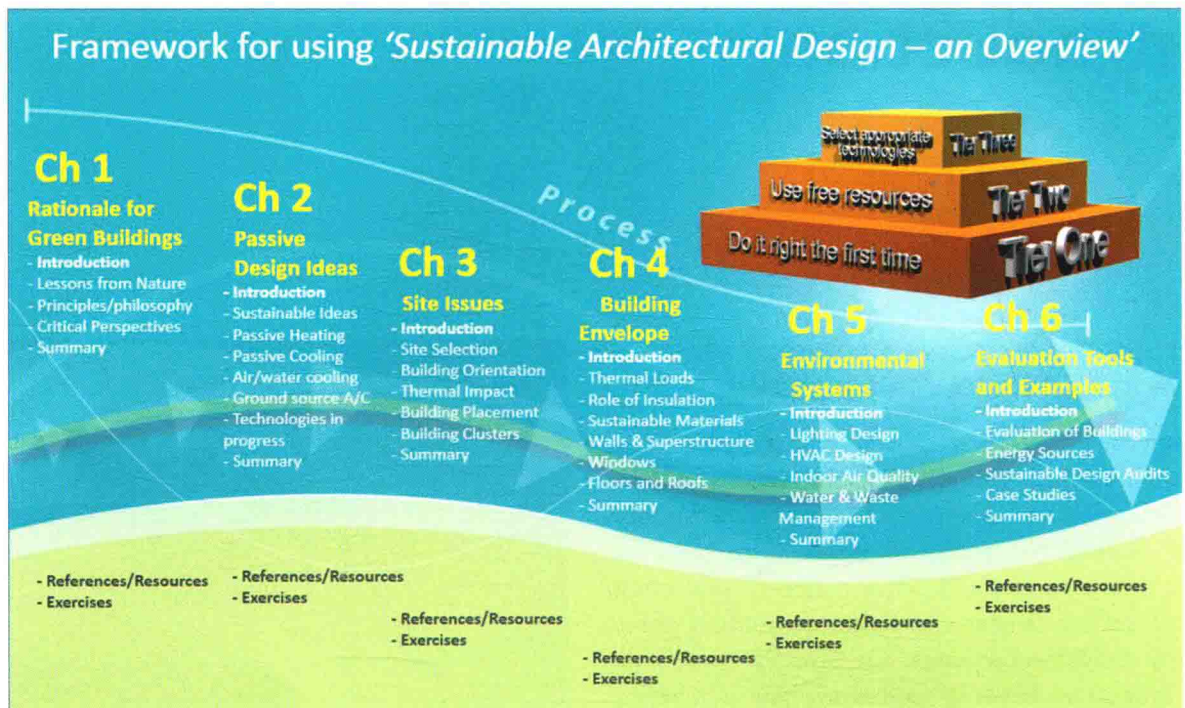 Framework for using ‘Sustainable Architectural Design – an Overview’
Select appropriate
technologies
Tier Three
Use free resources
Tier Two
Do it right the first time
Tier One
Process
Ch 1
Rationale for
Green Buildings
- Introduction
- Lessons from Nature
- Principles/philosophy
- Critical Perspectives
- Summary
Ch 2
Passive
Design Ideas
- Introduction
- Sustainable Ideas
- Passive Heating
- Passive Cooling
- Air/water cooling
- Ground source A/C
- Technologies in
progress
- Summary
Ch 3
Site Issues
- Introduction
- Site Selection
- Building Orientation
- Thermal Impact
- Building Placement
- Building Clusters
- Summary
Ch 4
Building
Envelope
- Introduction
- Thermal Loads
- Role of Insulation
- Sustainable Materials
- Walls & Superstructure
- Windows
- Floors and Roofs
- Summary
Ch 5
Environmental
Systems
- Introduction
- Lighting Design
- HVAC Design
- Indoor Air Quality
- Water & Waste
Management
- Summary
Ch 6
Evaluation Tools
and Examples
- Introduction
- Evaluation of Buildings
- Energy Sources
- Sustainable Design Audits
- Case Studies
- Summary
- References/Resources
- Exercises
- References/Resources
- Exercises
- References/Resources
- Exercises
- References/Resources
- Exercises
- References/Resources
- Exercises
- References/Resources
- Exercises